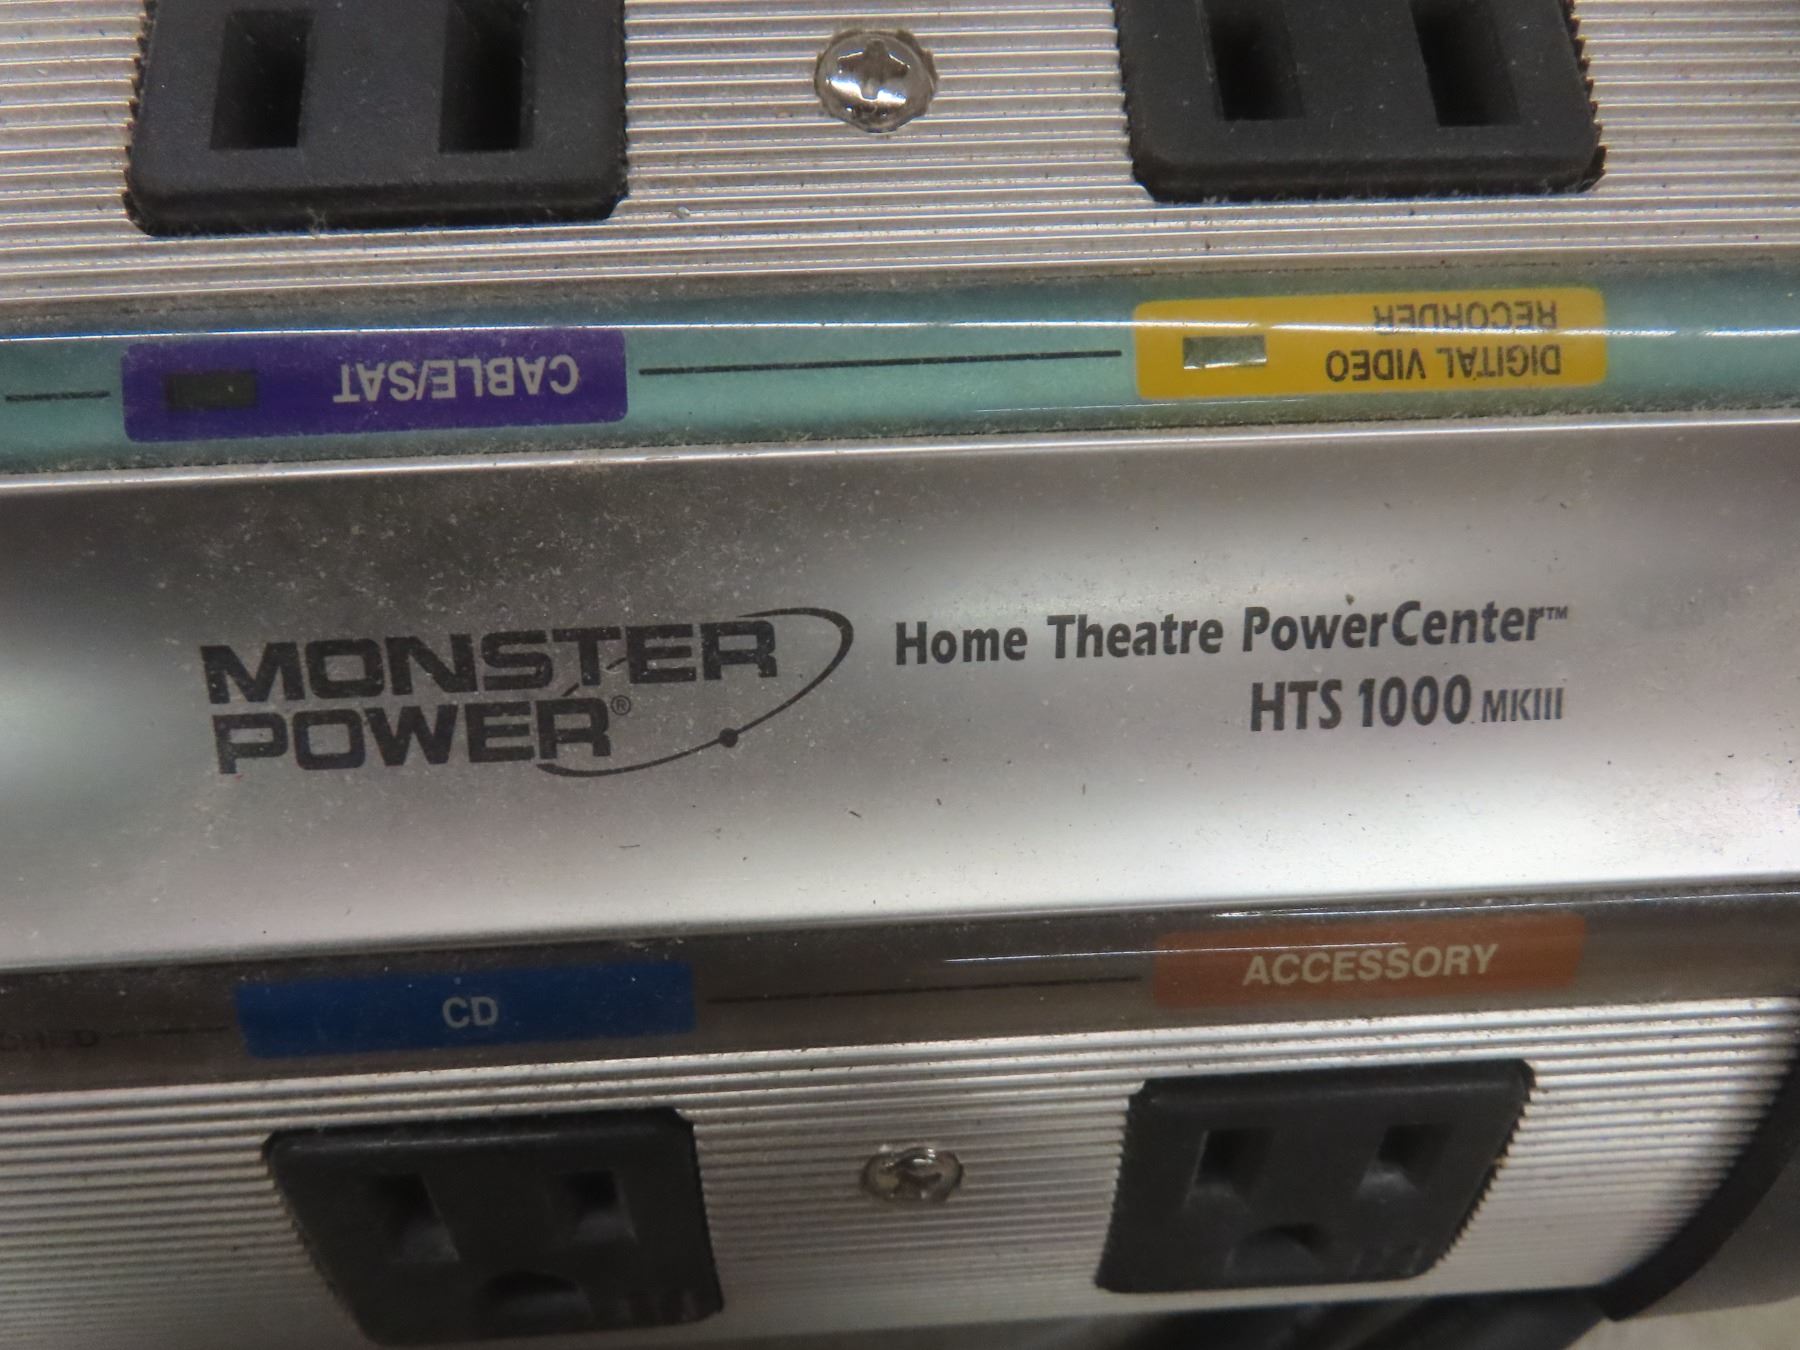 CABLE/SAT
DIGITAL VIDEO
RECORDER
MONSTER
POWER®
Home Theatre PowerCenter™
HTS 1000 MKIII
CD
ACCESSORY